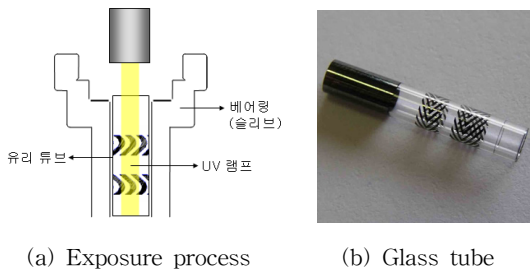 베어링
(슬리브)
유리 튜브
UV 램프
(a) Exposure process
(b) Glass tube